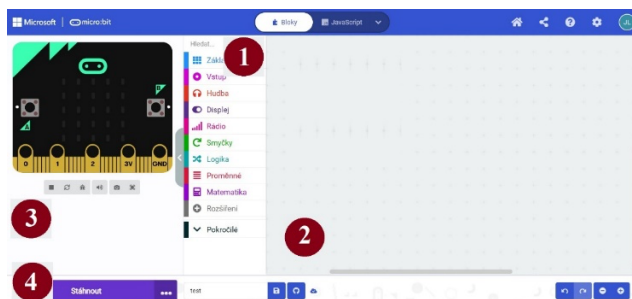 Microsoft | micro:bit Bloky JavaScript JL
Hledat...
1
Vstup
Hudba
Displej
Rádio
Smyčky
Logika
Proměnné
Matematika
Rozšíření
Pokročilé
A
B
0 1 2 3V GND
2
3
4
Stáhnout ... test